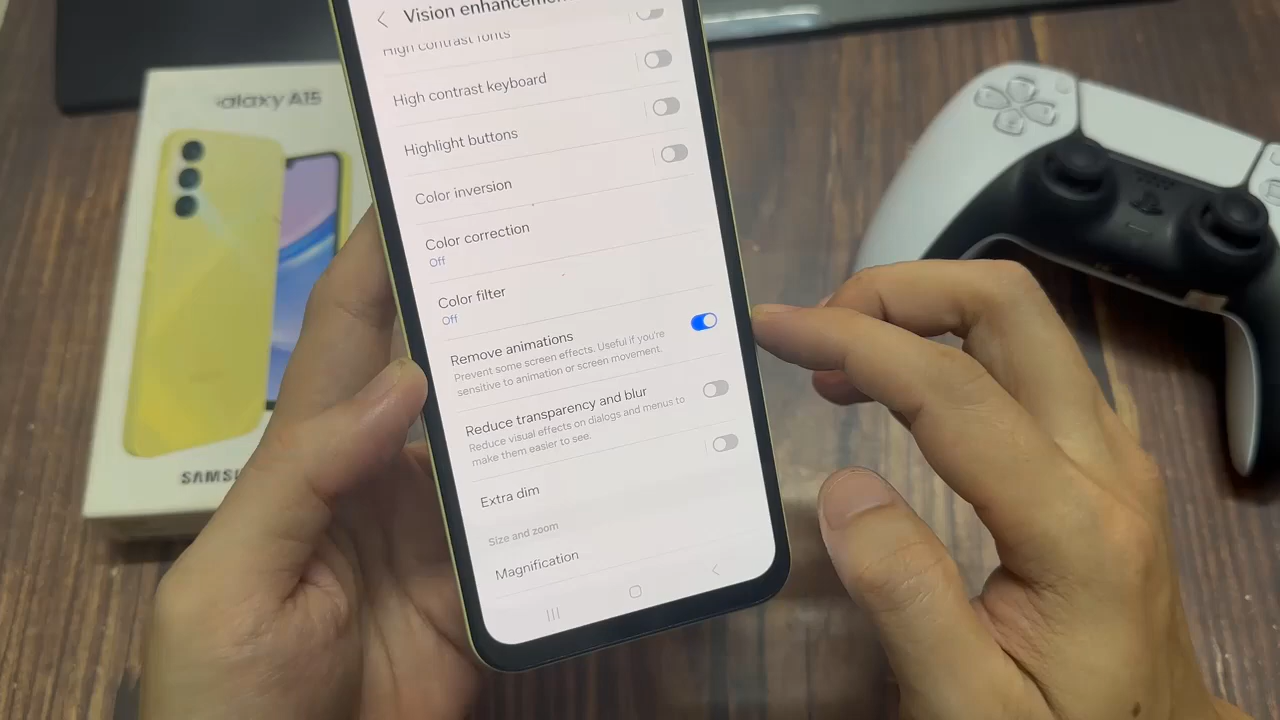 Vision enhancemen
High contrast fonts
High contrast keyboard
Highlight buttons
Color inversion
Color correction
Off
Color filter
Off
Remove animations
Prevent some screen effects. Useful if you're
sensitive to animation or screen movement.
Reduce transparency and blur
Reduce visual effects on dialogs and menus to
make them easier to see.
Extra dim
Size and zoom
Magnification
Galaxy A15
SAMS